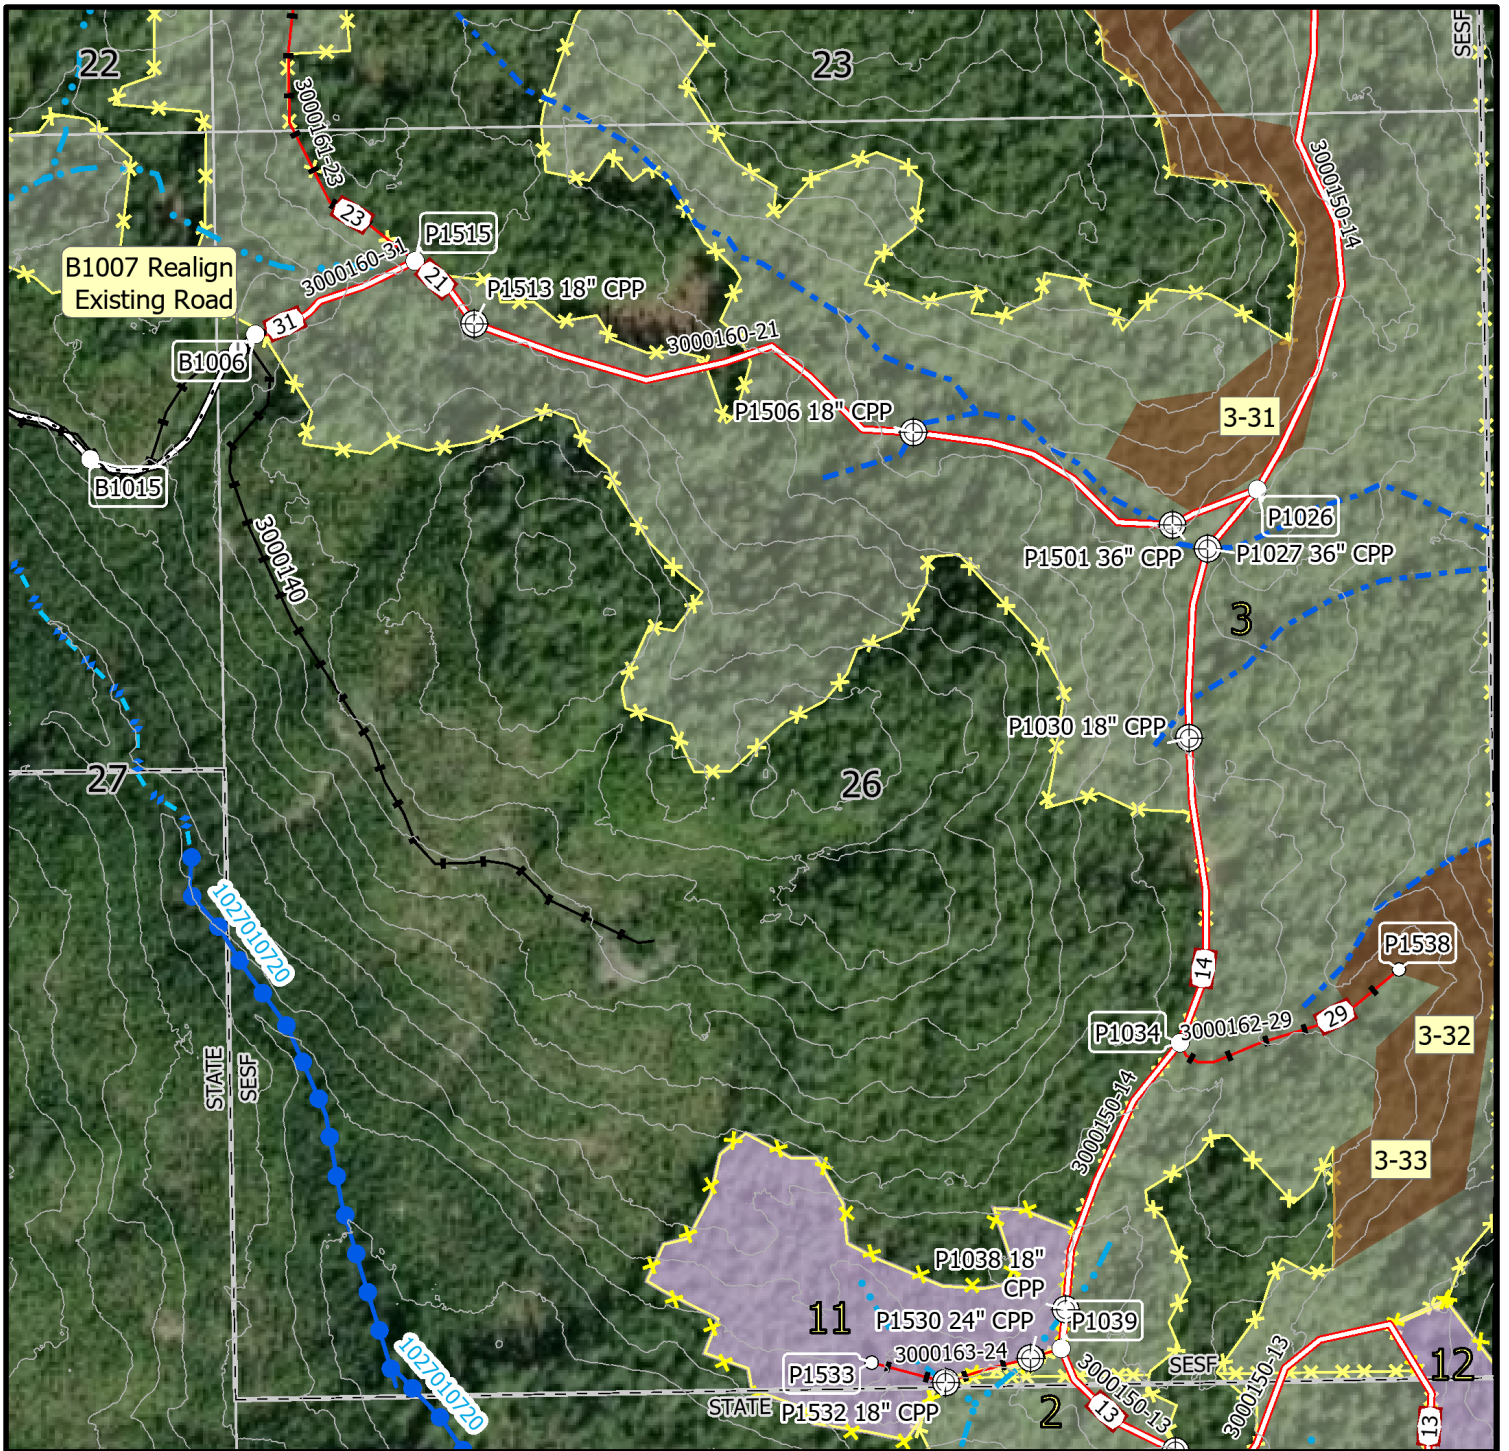 22
23
SESF
3000161-23
23
P1515
3000160-31
21
P1513 18" CPP
B1007 Realign
Existing Road
31
B1006
3000160-21
3000150-14
P1506 18" CPP
3-31
B1015
P1026
P1501 36" CPP
P1027 36" CPP
3000140
3
P1030 18" CPP
27
26
1027010720
14
P1538
3000162-29
29
P1034
3-32
STATE
SESF
3000150-14
3-33
P1038 18"
CPP
11
P1530 24" CPP
P1039
3000163-24
P1533
3000150-13
SESF
12
STATE
P1532 18" CPP
2
13
3000150-13
13
1027010720